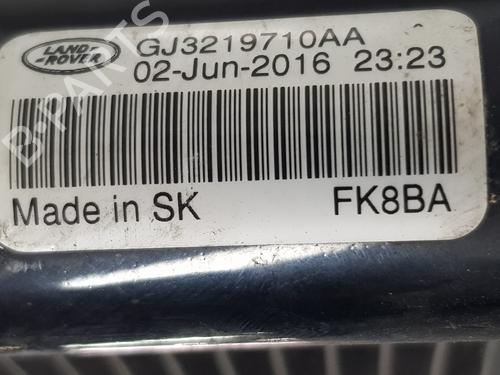 LAND-
-ROVER
GJ3219710AA
02-Jun-2016 23:23
Made in SK
FK8BA
B-PARTS